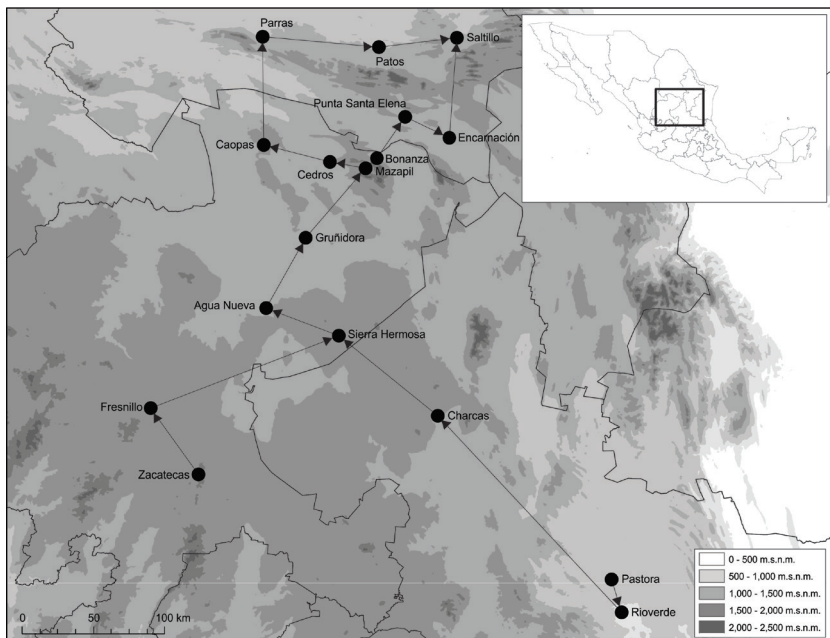 Parras
Saltillo
Patos
Punta Santa Elena
Encarnación
Caopas
Bonanza
Cedros
Mazapil
Gruñidora
Agua Nueva
Sierra Hermosa
Fresnillo
Charcas
Zacatecas
Pastora
Rioverde
0 50 100 km
0 - 500 m.s.n.m.
500 - 1,000 m.s.n.m.
1,000 - 1,500 m.s.n.m.
1,500 - 2,000 m.s.n.m.
2,000 - 2,500 m.s.n.m.